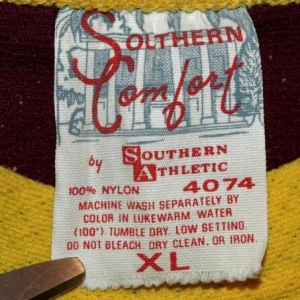 SOUTHERN
Comfort
by SOUTHERN
ATHLETIC
100% NYLON 4074
MACHINE WASH SEPARATELY BY
COLOR IN LUKEWARM WATER
(100°) TUMBLE DRY. LOW SETTING.
DO NOT BLEACH. DRY CLEAN. OR IRON.
XL